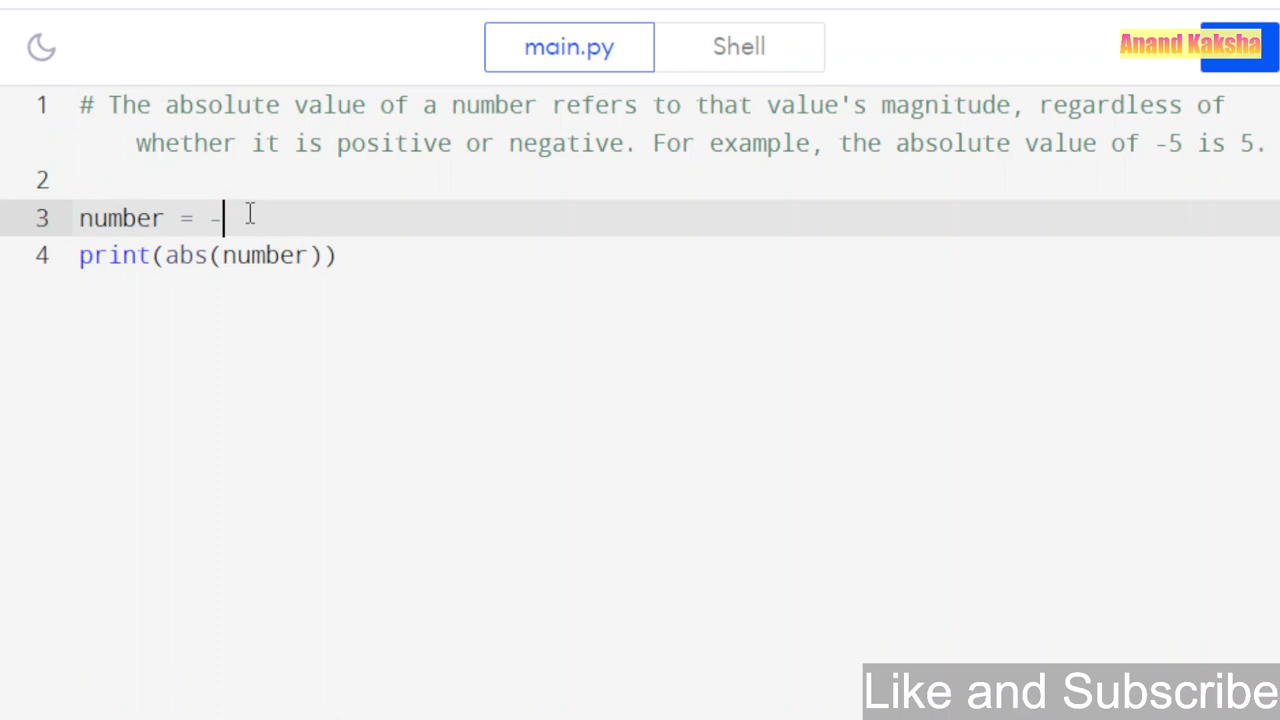 main.py
Shell
Anand Kaksha
1 # The absolute value of a number refers to that value's magnitude, regardless of
whether it is positive or negative. For example, the absolute value of -5 is 5.
2
3 number = -
4 print(abs(number))
Like and Subscribe